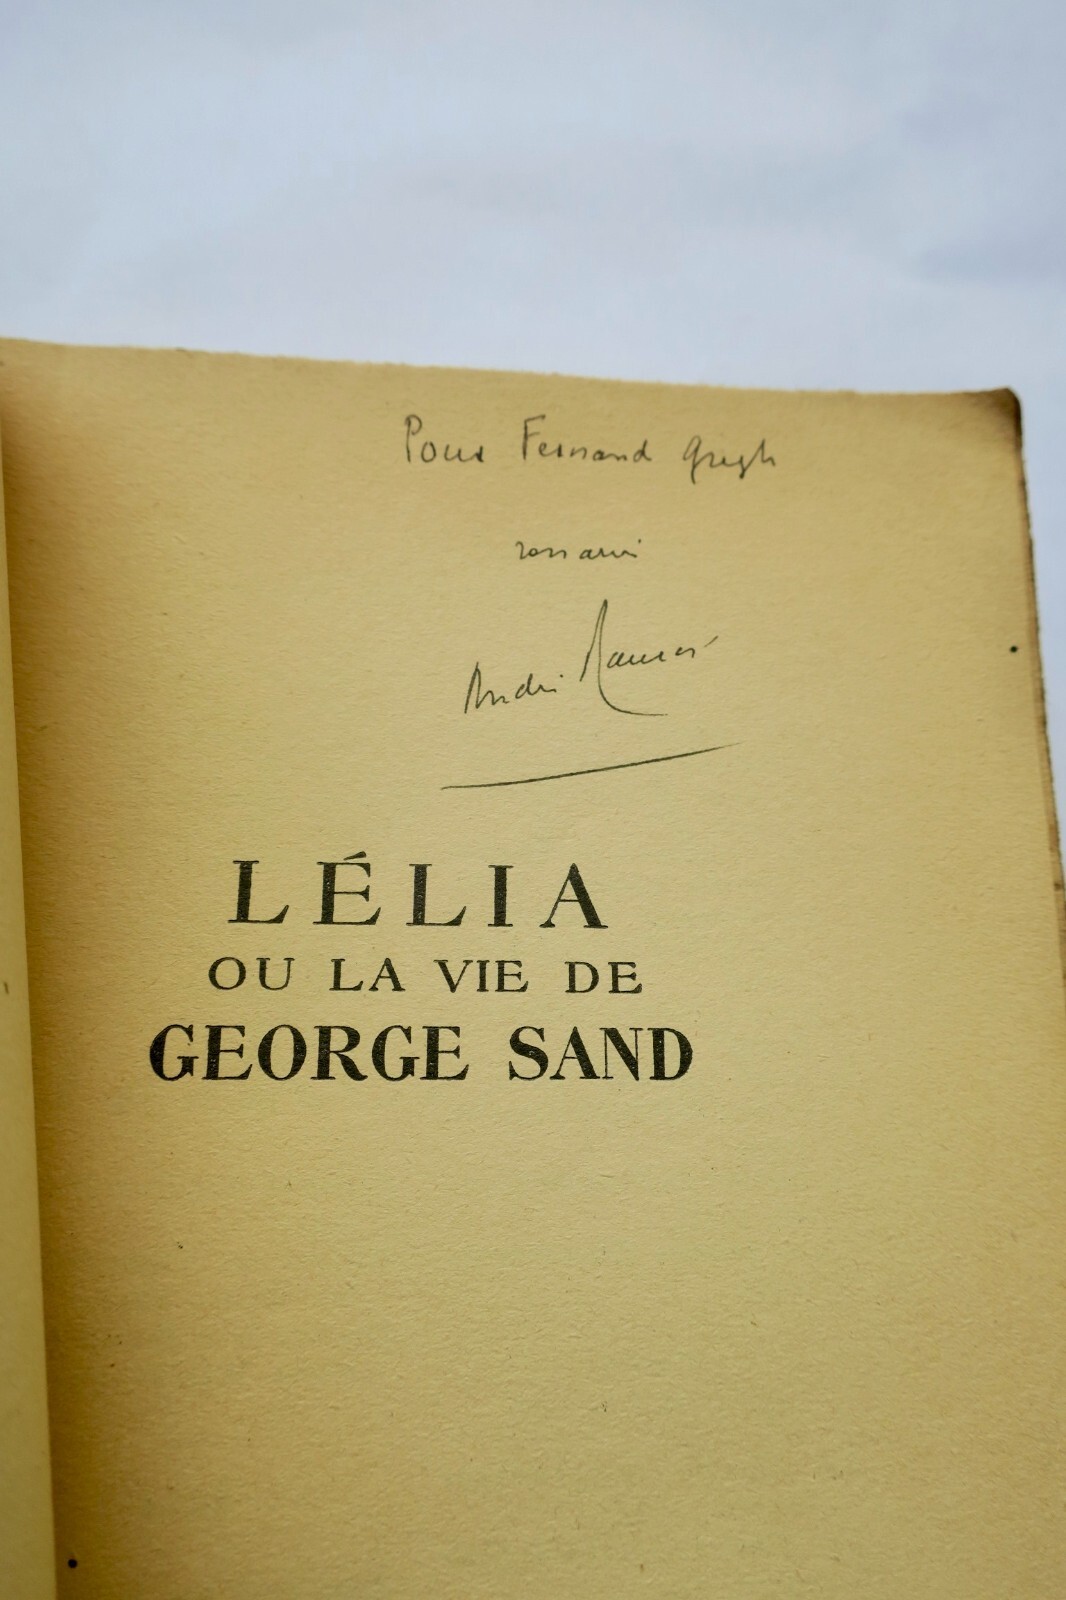 Pour Fernand Gregh
son ami
André Maurois
LÉLIA
OU LA VIE DE
GEORGE SAND